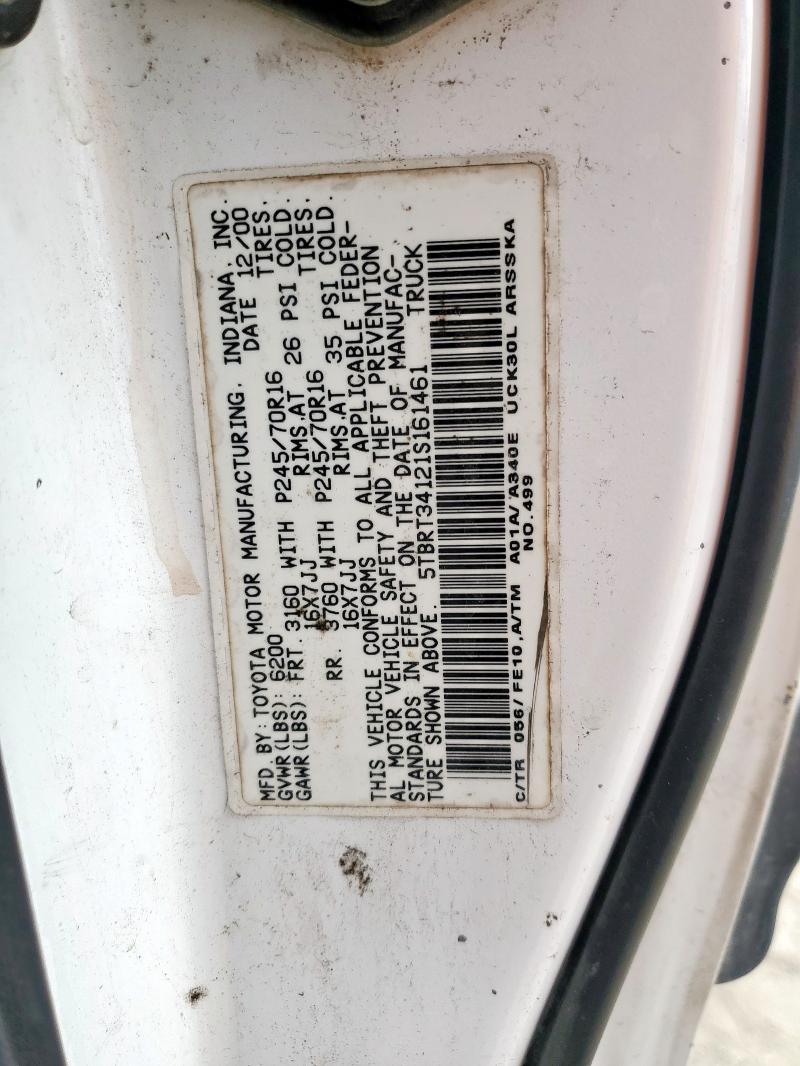 MFD. BY: TOYOTA MOTOR MANUFACTURING, INDIANA, INC.
GVWR(LBS): 6200 DATE 12/00
GAWR(LBS): FRT. 3160 WITH P245/70R16 TIRES,
16X7JJ RIMS,AT 26 PSI COLD.
RR. 3760 WITH P245/70R16 TIRES,
16X7JJ RIMS,AT 35 PSI COLD.
THIS VEHICLE CONFORMS TO ALL APPLICABLE FEDER-
AL MOTOR VEHICLE SAFETY AND THEFT PREVENTION
STANDARDS IN EFFECT ON THE DATE OF MANUFAC-
TURE SHOWN ABOVE. 5TBRT34121S161461 TRUCK
C/TR 056/FE10,A/TM A01A/A340E UCK30L ARSSKA
NO.499